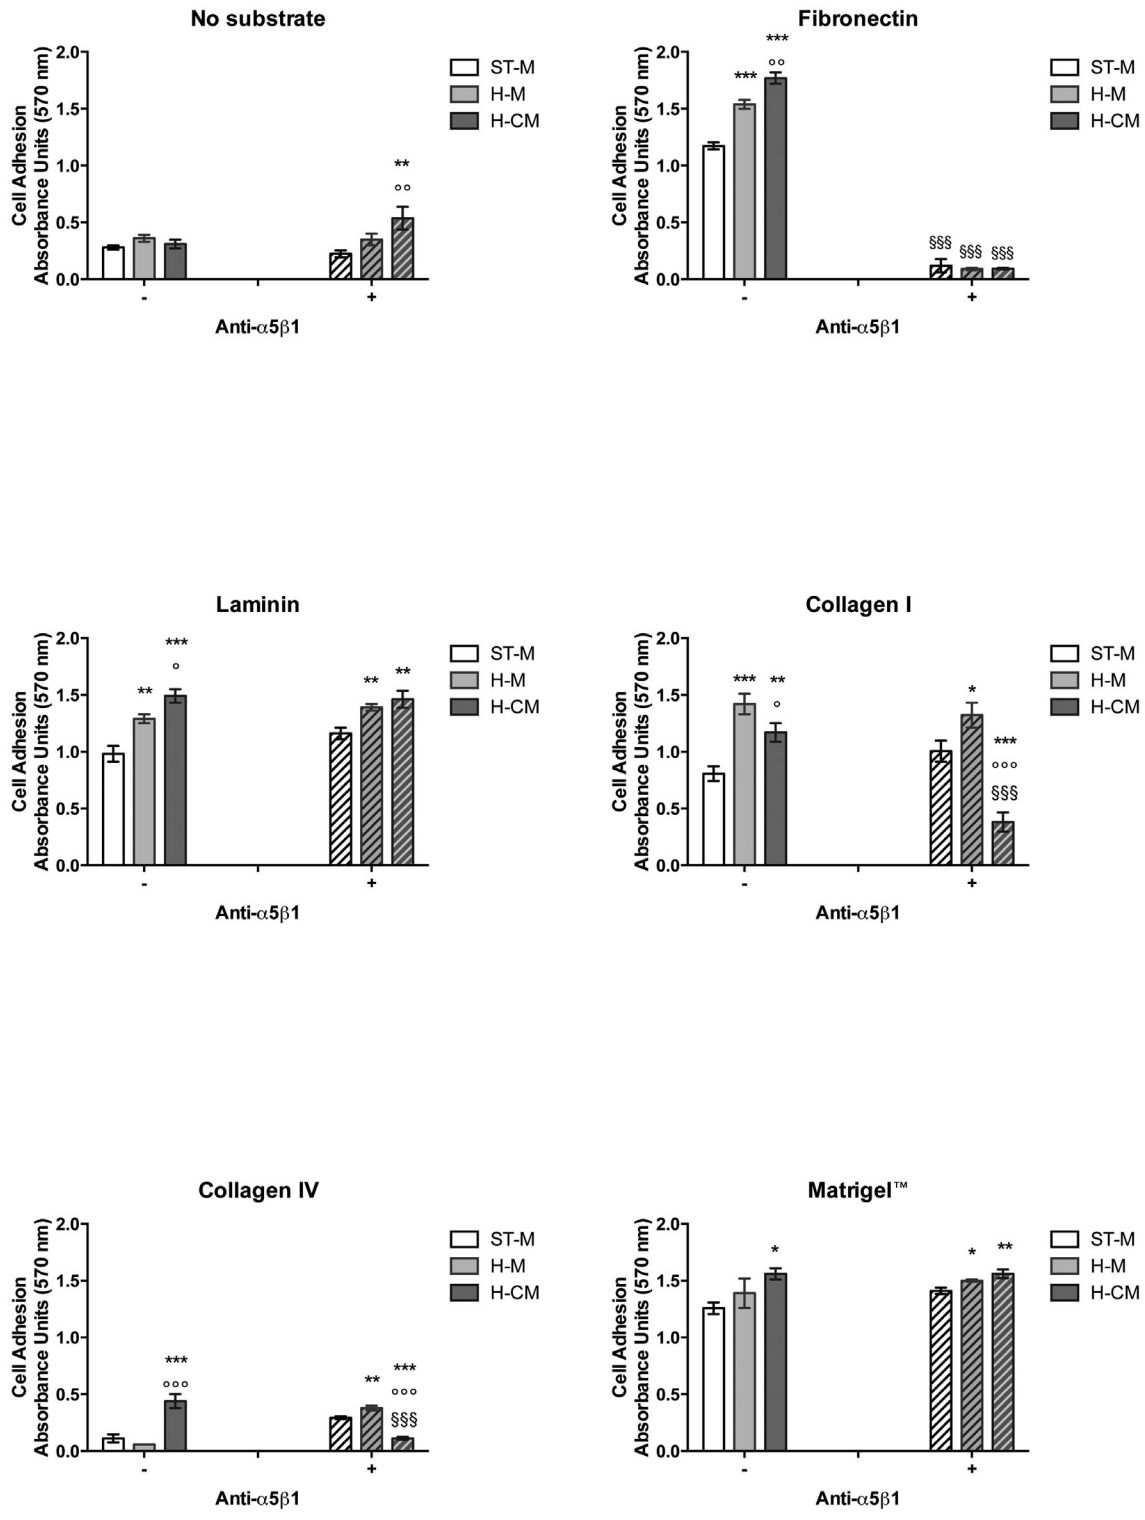 No substrate
Cell Adhesion
Absorbance Units (570 nm)
2.0
1.5
1.0
0.5
0.0
**
°°
-
+
Anti-α5β1
ST-M
H-M
H-CM
Fibronectin
Cell Adhesion
Absorbance Units (570 nm)
2.0
1.5
1.0
0.5
0.0
***
***
°°
§§§
§§§
§§§
-
+
Anti-α5β1
ST-M
H-M
H-CM
Laminin
Cell Adhesion
Absorbance Units (570 nm)
2.0
1.5
1.0
0.5
0.0
**
***
°
**
**
-
+
Anti-α5β1
ST-M
H-M
H-CM
Collagen I
Cell Adhesion
Absorbance Units (570 nm)
2.0
1.5
1.0
0.5
0.0
***
**
°
*
***
°°°
§§§
-
+
Anti-α5β1
ST-M
H-M
H-CM
Collagen IV
Cell Adhesion
Absorbance Units (570 nm)
2.0
1.5
1.0
0.5
0.0
***
°°°
**
***
°°°
§§§
-
+
Anti-α5β1
ST-M
H-M
H-CM
Matrigel™
Cell Adhesion
Absorbance Units (570 nm)
2.0
1.5
1.0
0.5
0.0
*
*
**
-
+
Anti-α5β1
ST-M
H-M
H-CM